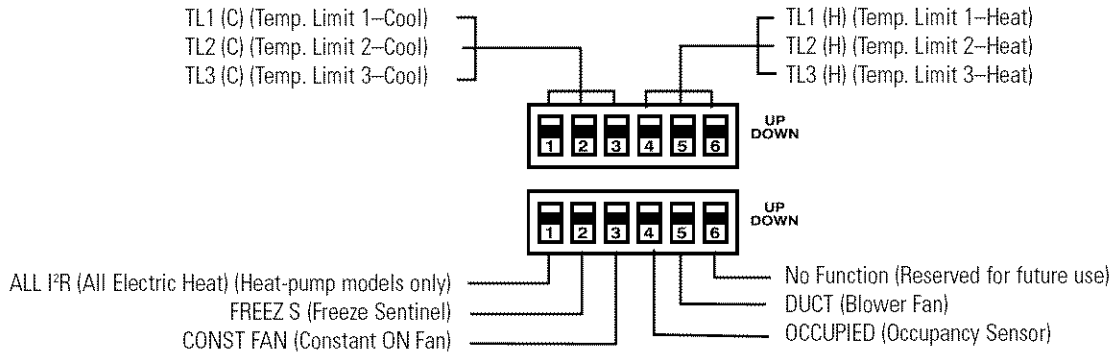 TL1 (C) (Temp. Limit 1–Cool)
TL2 (C) (Temp. Limit 2–Cool)
TL3 (C) (Temp. Limit 3–Cool)
TL1 (H) (Temp. Limit 1–Heat)
TL2 (H) (Temp. Limit 2–Heat)
TL3 (H) (Temp. Limit 3–Heat)
1 2 3 4 5 6
UP
DOWN
1 2 3 4 5 6
UP
DOWN
ALL I²R (All Electric Heat) (Heat-pump models only)
FREEZ S (Freeze Sentinel)
CONST FAN (Constant ON Fan)
No Function (Reserved for future use)
DUCT (Blower Fan)
OCCUPIED (Occupancy Sensor)